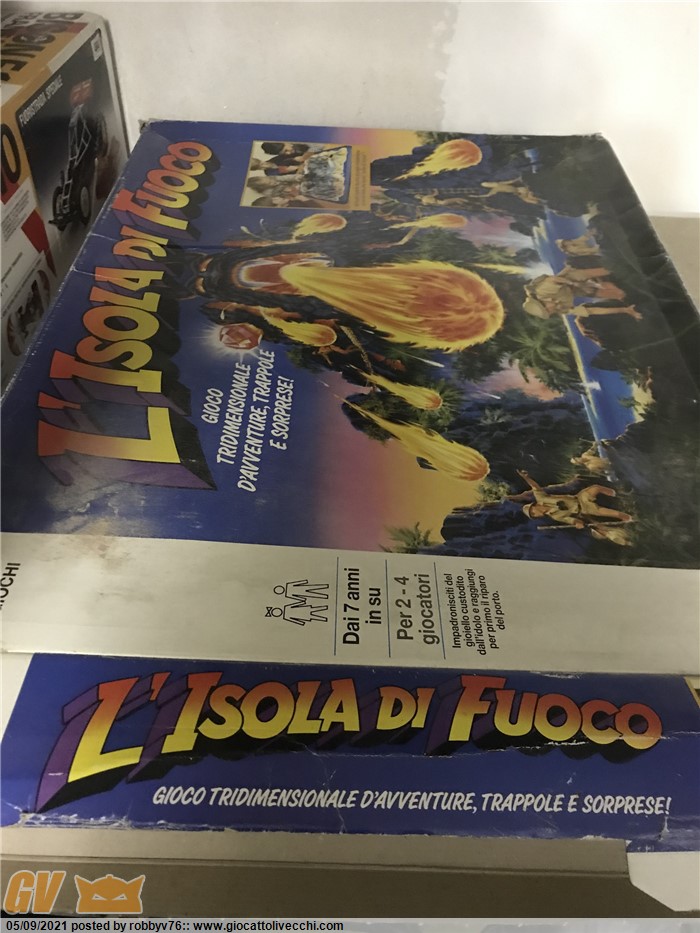 FUORISTRADA SPECIALE
L'ISOLA DI FUOCO
GIOCO
TRIDIMENSIONALE
D'AVVENTURE, TRAPPOLE
E SORPRESE!
Dai 7 anni
in su
Per 2 - 4
giocatori
Impadronisciti del
gioiello custodito
dall'idolo e raggiungi
per primo il riparo
del porto.
L'ISOLA DI FUOCO
GIOCO TRIDIMENSIONALE D'AVVENTURE, TRAPPOLE E SORPRESE!
GV
05/09/2021 posted by robbyv76:: www.giocattolivecchi.com